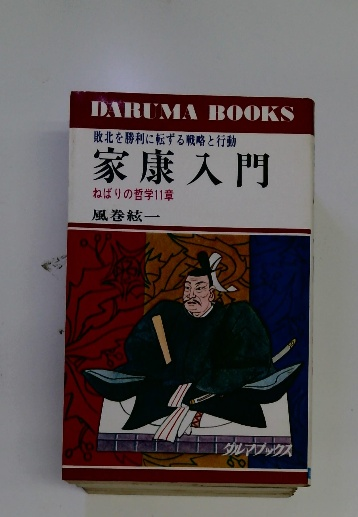 DARUMA BOOKS
敗北を勝利に転ずる戦略と行動
家康入門
ねばりの哲学11章
風巻絃一
ダルマブックス